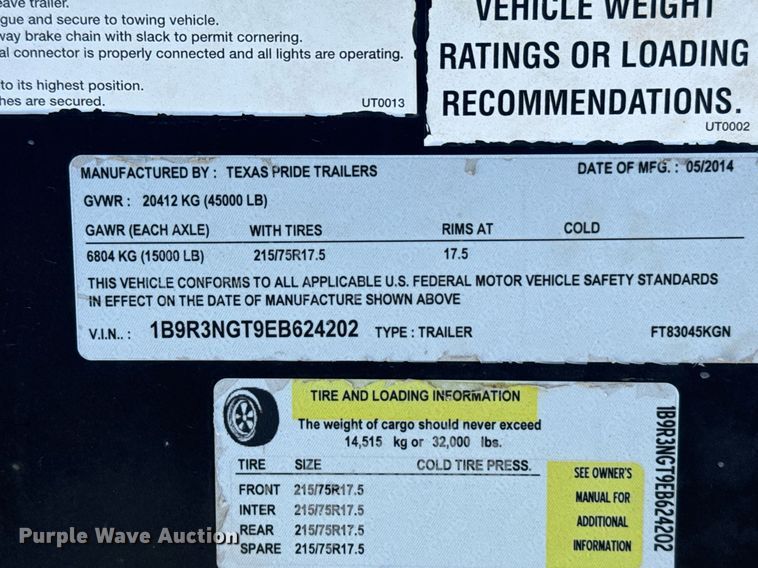 eave trailer.
gue and secure to towing vehicle.
way brake chain with slack to permit cornering.
al connector is properly connected and all lights are operating.
to its highest position.
hes are secured.
UT0013
VEHICLE WEIGHT
RATINGS OR LOADING
RECOMMENDATIONS.
UT0002
MANUFACTURED BY : TEXAS PRIDE TRAILERS DATE OF MFG. : 05/2014
GVWR : 20412 KG (45000 LB)
GAWR (EACH AXLE) WITH TIRES RIMS AT COLD
6804 KG (15000 LB) 215/75R17.5 17.5
THIS VEHICLE CONFORMS TO ALL APPLICABLE U.S. FEDERAL MOTOR VEHICLE SAFETY STANDARDS
IN EFFECT ON THE DATE OF MANUFACTURE SHOWN ABOVE
V.I.N.. : 1B9R3NGT9EB624202 TYPE : TRAILER FT83045KGN
TIRE AND LOADING INFORMATION
The weight of cargo should never exceed
14,515 kg or 32,000 lbs.
TIRE SIZE COLD TIRE PRESS.
FRONT 215/75R17.5
INTER 215/75R17.5
REAR 215/75R17.5
SPARE 215/75R17.5
SEE OWNER'S
MANUAL FOR
ADDITIONAL
INFORMATION
1B9R3NGT9EB624202
Purple Wave Auction